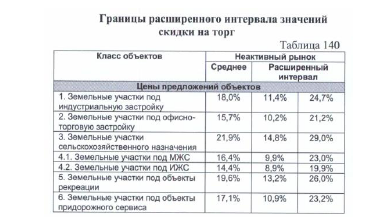 Границы расширенного интервала значений
скидки на торг
Таблица 140
Класс объектов Неактивный рынок
Среднее Расширенный
интервал
Цены предложений объектов
1. Земельные участки под
индустриальную застройку 18,0% 11,4% 24,7%
2. Земельные участки под офисно-
торговую застройку 15,7% 10,2% 21,2%
3. Земельные участки
сельскохозяйственного назначения 21,9% 14,8% 29,0%
4.1. Земельные участки под МЖС 16,4% 9,9% 23,0%
4.2. Земельные участки под ИЖС 14,4% 8,9% 19,9%
5. Земельные участки под объекты
рекреации 19,6% 13,2% 26,0%
6. Земельные участки под объекты
придорожного сервиса 17,1% 10,9% 23,2%